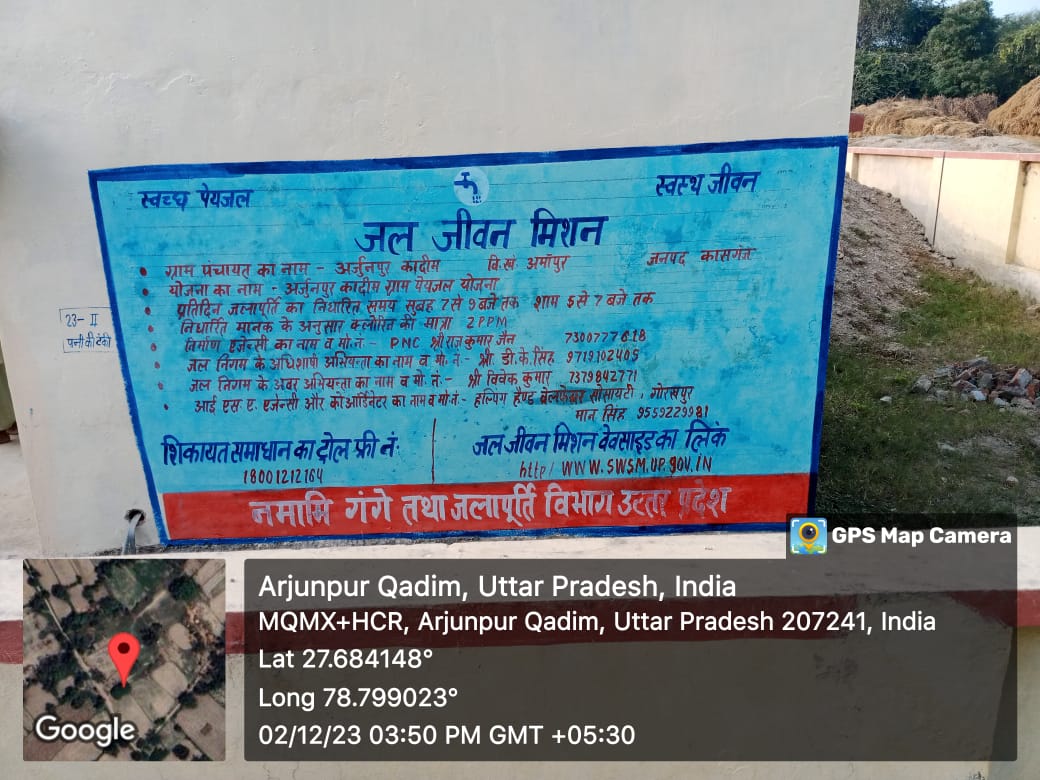 स्वच्छ पेयजल
स्वस्थ जीवन
जल जीवन मिशन
• ग्राम पंचायत का नाम - अर्जुनपुर कादीम वि.खं. अमॉपुर जनपद कासगंज
• योजना का नाम - अर्जुनपुर कादीम ग्राम पेयजल योजना
• प्रतिदिन जलापूर्ति का निर्धारित समय सुबह 7 से 9 बजे तक शाम 5 से 7 बजे तक
• निर्धारित मानक के अनुसार क्लोरिन की मात्रा 2 PPM
• निर्माण एजेन्सी का नाम व मो.नं- PNC श्री राजकुमार जैन 7300777618
• जल निगम के अधिशाषी अभियन्ता का नाम व मो. नं- श्री. डी.के. सिंह 9719102405
• जल निगम के अवर अभियन्ता का नाम व मो. नं:- श्री विवेक कुमार 7379842771
• आई एस.ए. एजेन्सी और कोआर्डिनेटर का नाम व मो.नं:- हेल्पिंग हैण्ड वेलफेयर सोसायटी, गोरखपुर
मान सिंह 9559229981
23- II
पानी की टंकी
शिकायत समाधान का टोल फ्री नं-
18001212164
जल जीवन मिशन वेवसाइड का लिंक
http/ WWW.SWSM.UP.GOV.IN
नमामि गंगे तथा जलापूर्ति विभाग उत्तर प्रदेश
GPS Map Camera
Arjunpur Qadim, Uttar Pradesh, India
MQMX+HCR, Arjunpur Qadim, Uttar Pradesh 207241, India
Lat 27.684148°
Long 78.799023°
02/12/23 03:50 PM GMT +05:30
Google